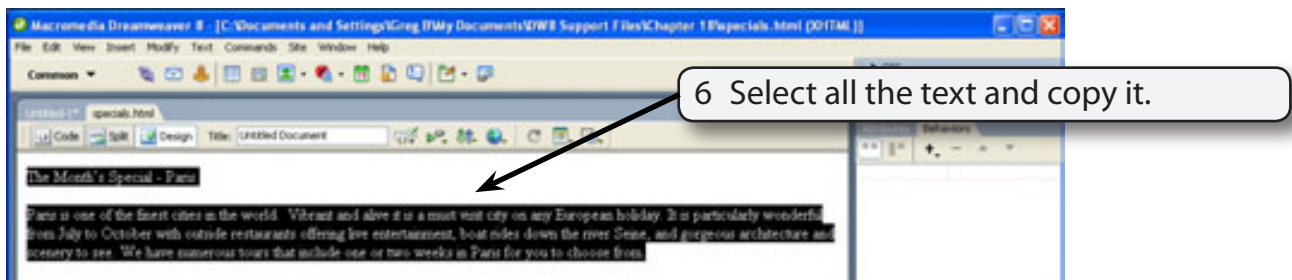 Macromedia Dreamweaver 8 - [C:\Documents and Settings\Greg B\My Documents\DW8 Support Files\Chapter 18\specials.html (XHTML)]
File Edit View Insert Modify Text Commands Site Window Help
Common
6 Select all the text and copy it.
Untitled-1* specials.html
Code Split Design Title: Untitled Document
Attributes Behaviors
The Month's Special - Paris
Paris is one of the finest cities in the world. Vibrant and alive it is a must visit city on any European holiday. It is particularly wonderful
from July to October with outside restaurants offering live entertainment, boat rides down the river Seine, and gorgeous architecture and
scenery to see. We have numerous tours that include one or two weeks in Paris for you to choose from.